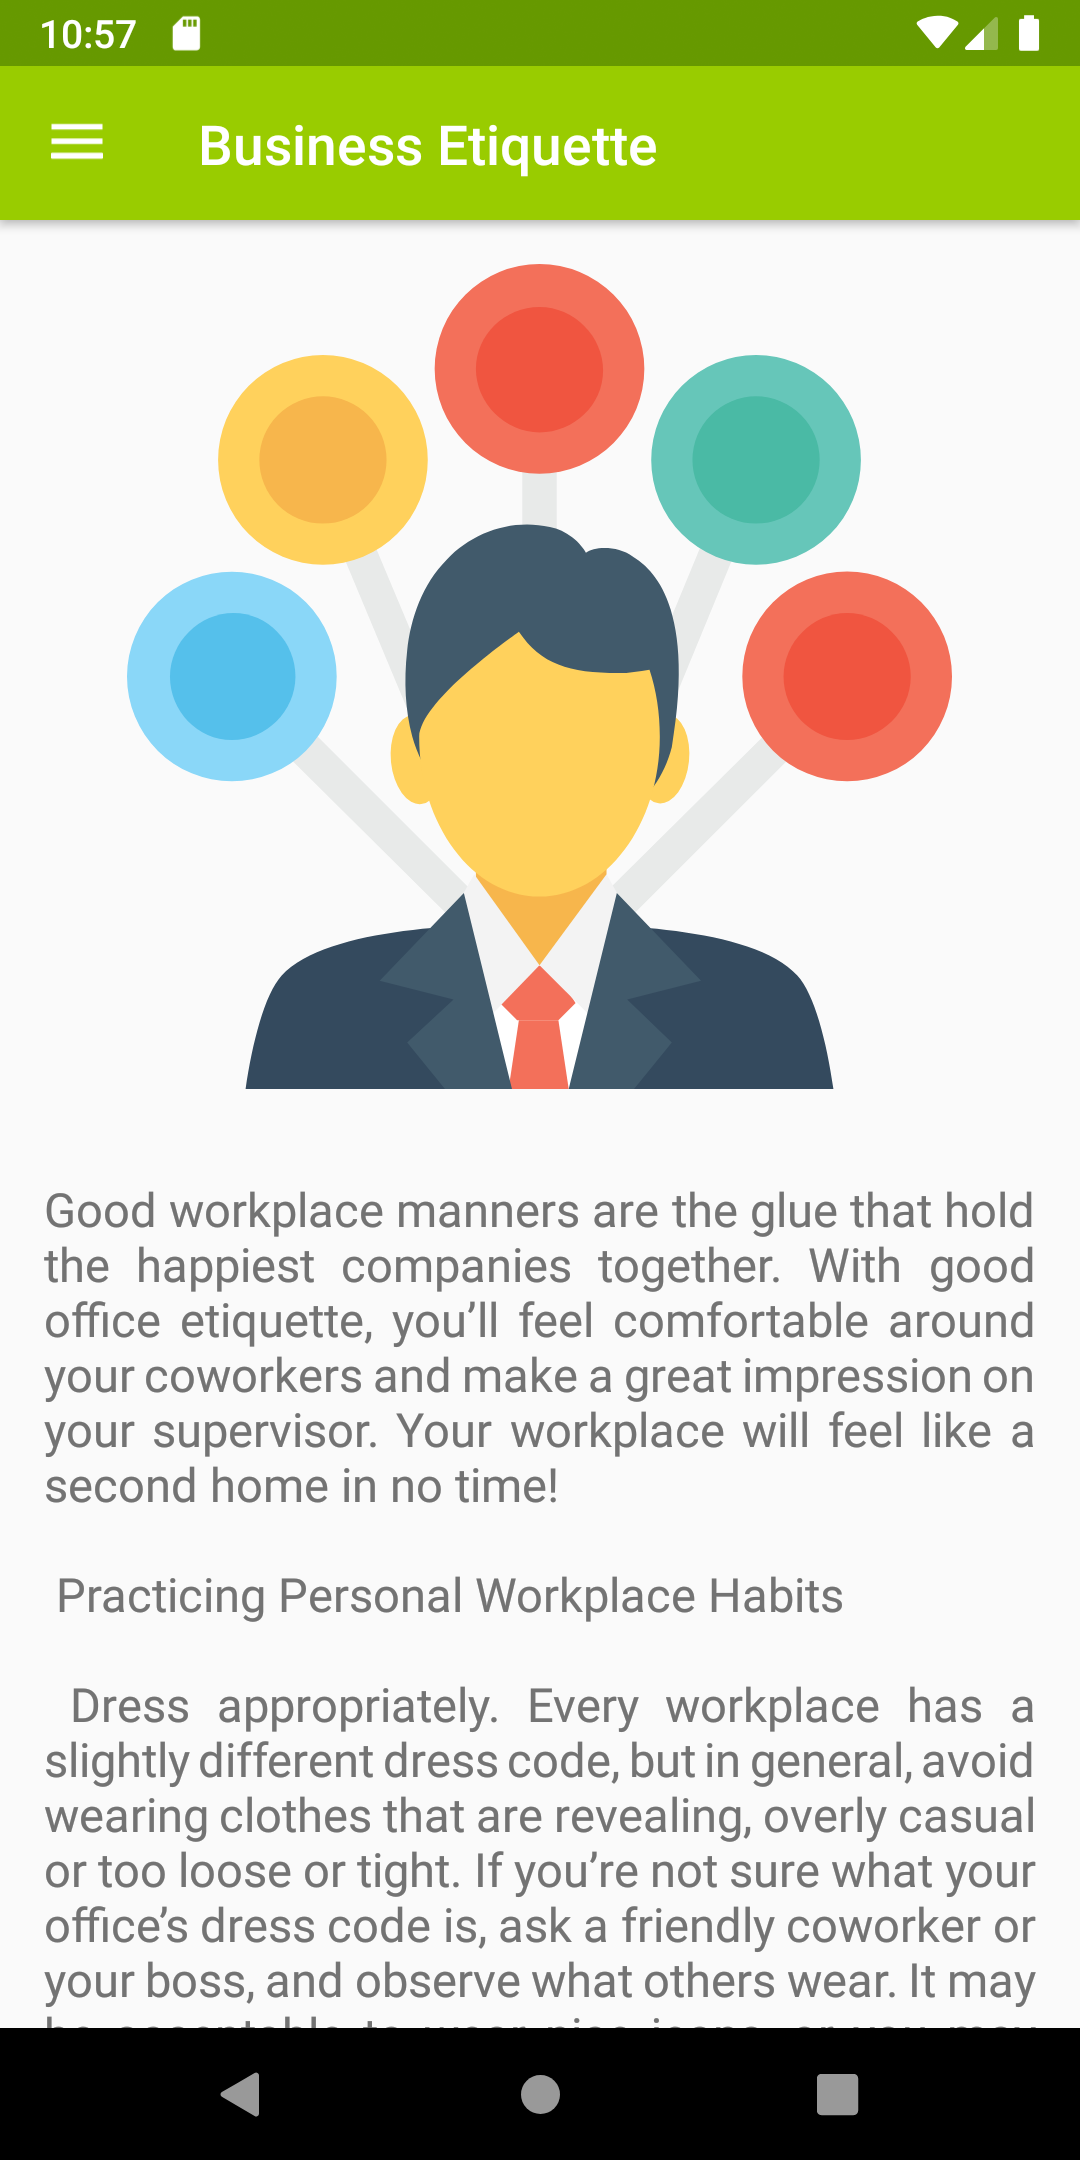 10:57
Business Etiquette
Good workplace manners are the glue that hold
the happiest companies together. With good
office etiquette, you’ll feel comfortable around
your coworkers and make a great impression on
your supervisor. Your workplace will feel like a
second home in no time!
Practicing Personal Workplace Habits
Dress appropriately. Every workplace has a
slightly different dress code, but in general, avoid
wearing clothes that are revealing, overly casual
or too loose or tight. If you’re not sure what your
office’s dress code is, ask a friendly coworker or
your boss, and observe what others wear. It may